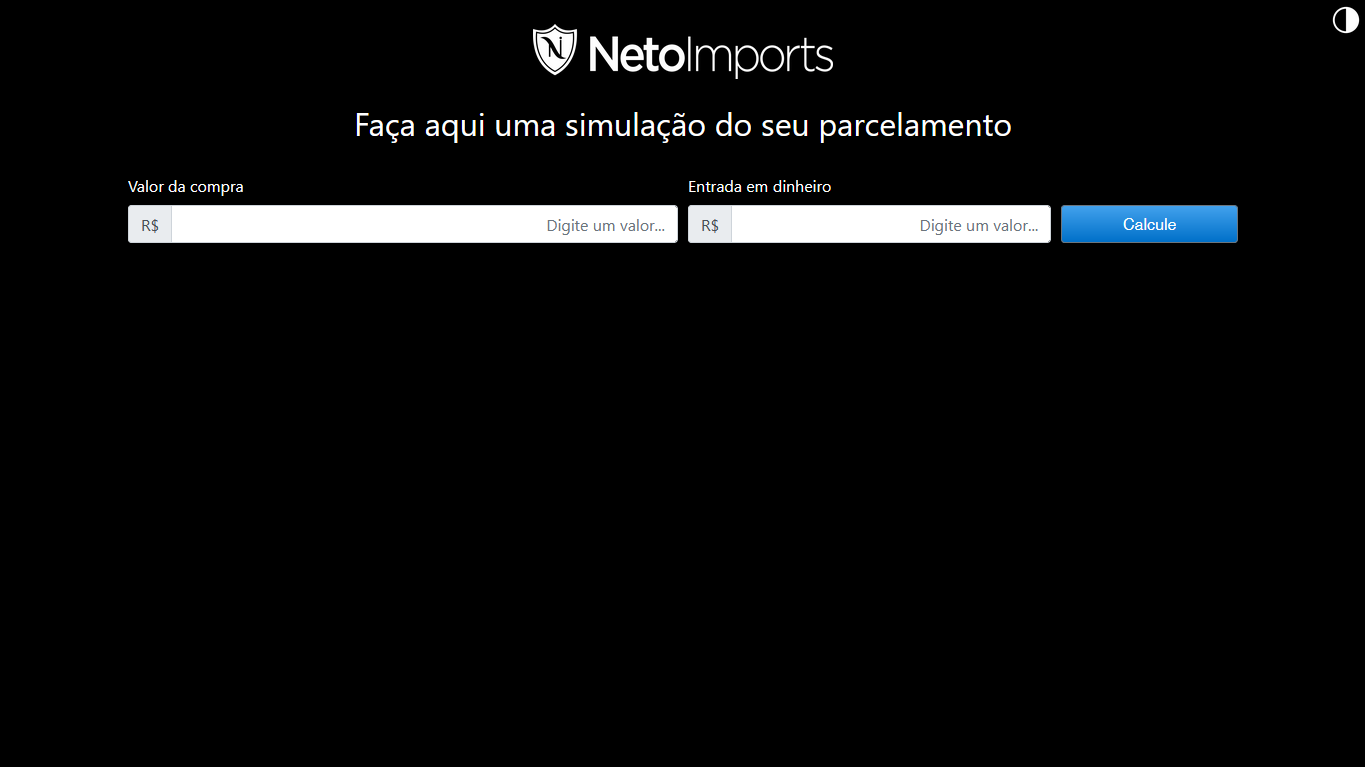 NetoImports
Faça aqui uma simulação do seu parcelamento
Valor da compra
Entrada em dinheiro
R$ Digite um valor...
R$ Digite um valor...
Calcule